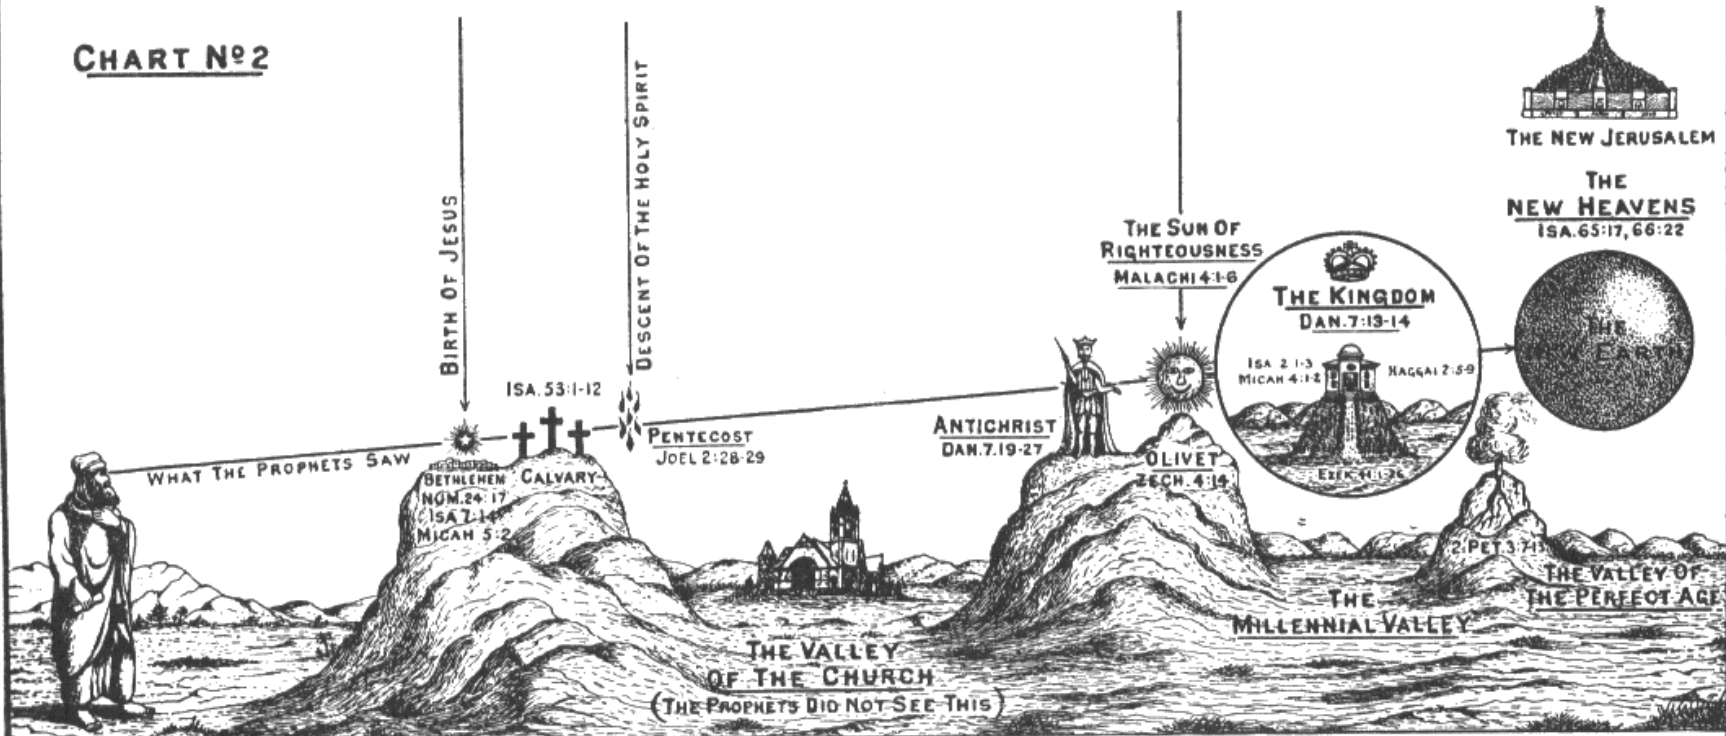 CHART Nº 2
BIRTH OF JESUS
DESCENT OF THE HOLY SPIRIT
WHAT THE PROPHETS SAW
BETHLEHEM
NUM. 24:17
ISA 7:14
MICAH 5:2
ISA. 53:1-12
CALVARY
PENTECOST
JOEL 2:28-29
THE VALLEY
OF THE CHURCH
(THE PROPHETS DID NOT SEE THIS)
ANTICHRIST
DAN. 7.19-27
THE SUN OF
RIGHTEOUSNESS
MALACHI 4:1-6
OLIVET
ZECH. 4:14
THE KINGDOM
DAN. 7:13-14
ISA 2 1-3
MICAH 4:1-2
HAGGAI 2:5-9
EZEK.
THE
MILLENNIAL VALLEY
2.PET.3:7-13
THE VALLEY OF
THE PERFECT AGE
THE NEW JERUSALEM
THE
NEW HEAVENS
ISA. 65:17, 66:22
THE
NEW EARTH